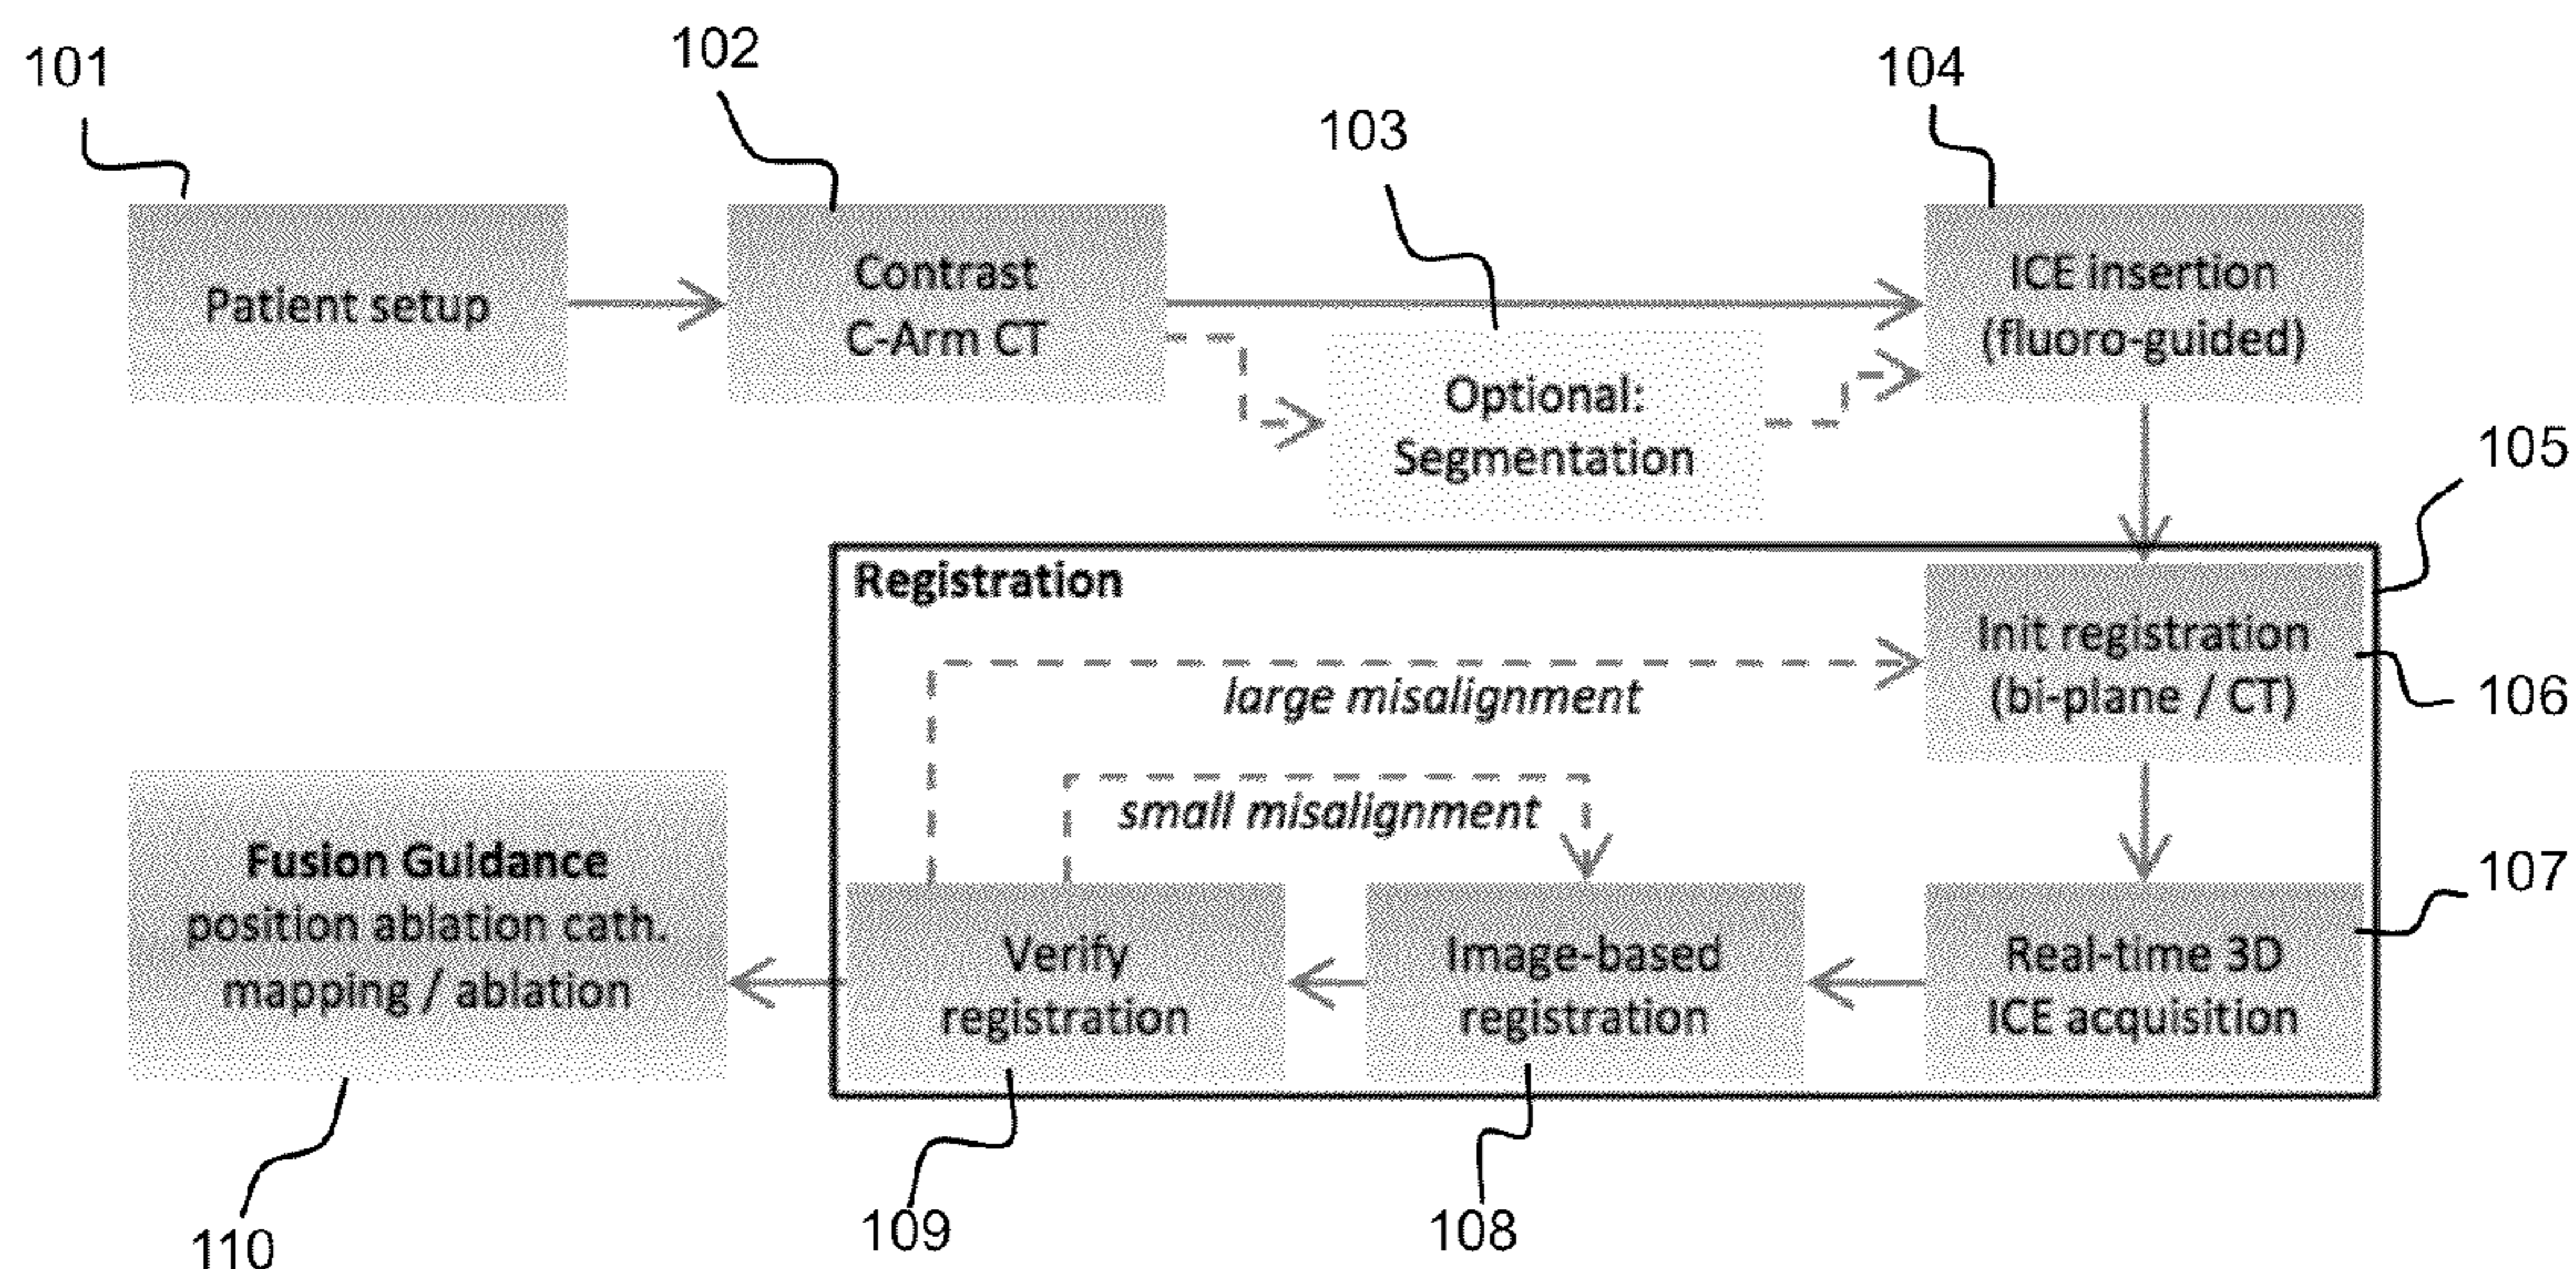 101
102
103
104
Patient setup
Contrast
C-Arm CT
Optional:
Segmentation
ICE insertion
(fluoro-guided)
105
Registration
Init registration
(bi-plane / CT)
106
large misalignment
small misalignment
107
Fusion Guidance
position ablation cath.
mapping / ablation
Verify
registration
Image-based
registration
Real-time 3D
ICE acquisition
110
109
108